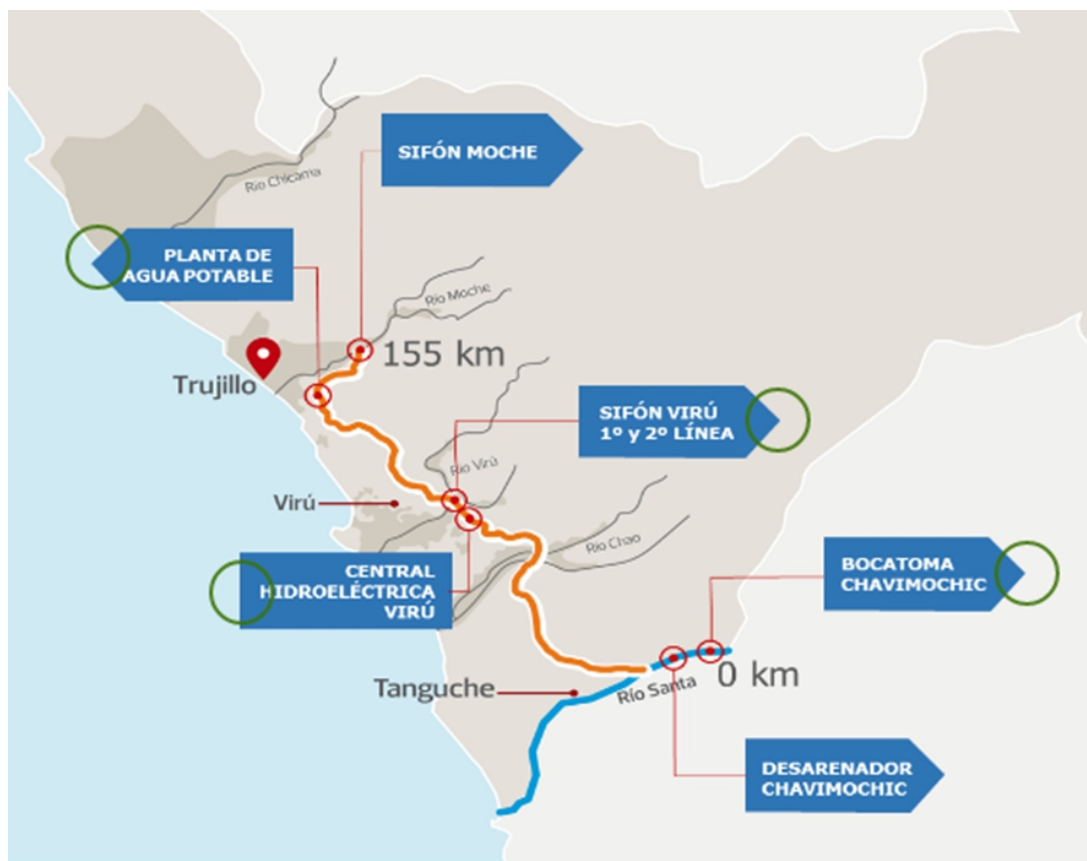 SIFÓN MOCHE
Río Chicama
PLANTA DE
AGUA POTABLE
Río Moche
155 km
Trujillo
SIFÓN VIRÚ
1º y 2º LÍNEA
Río Virú
Virú
Río Chao
CENTRAL
HIDROELÉCTRICA
VIRÚ
BOCATOMA
CHAVIMOCHIC
0 km
Río Santa
Tanguche
DESARENADOR
CHAVIMOCHIC